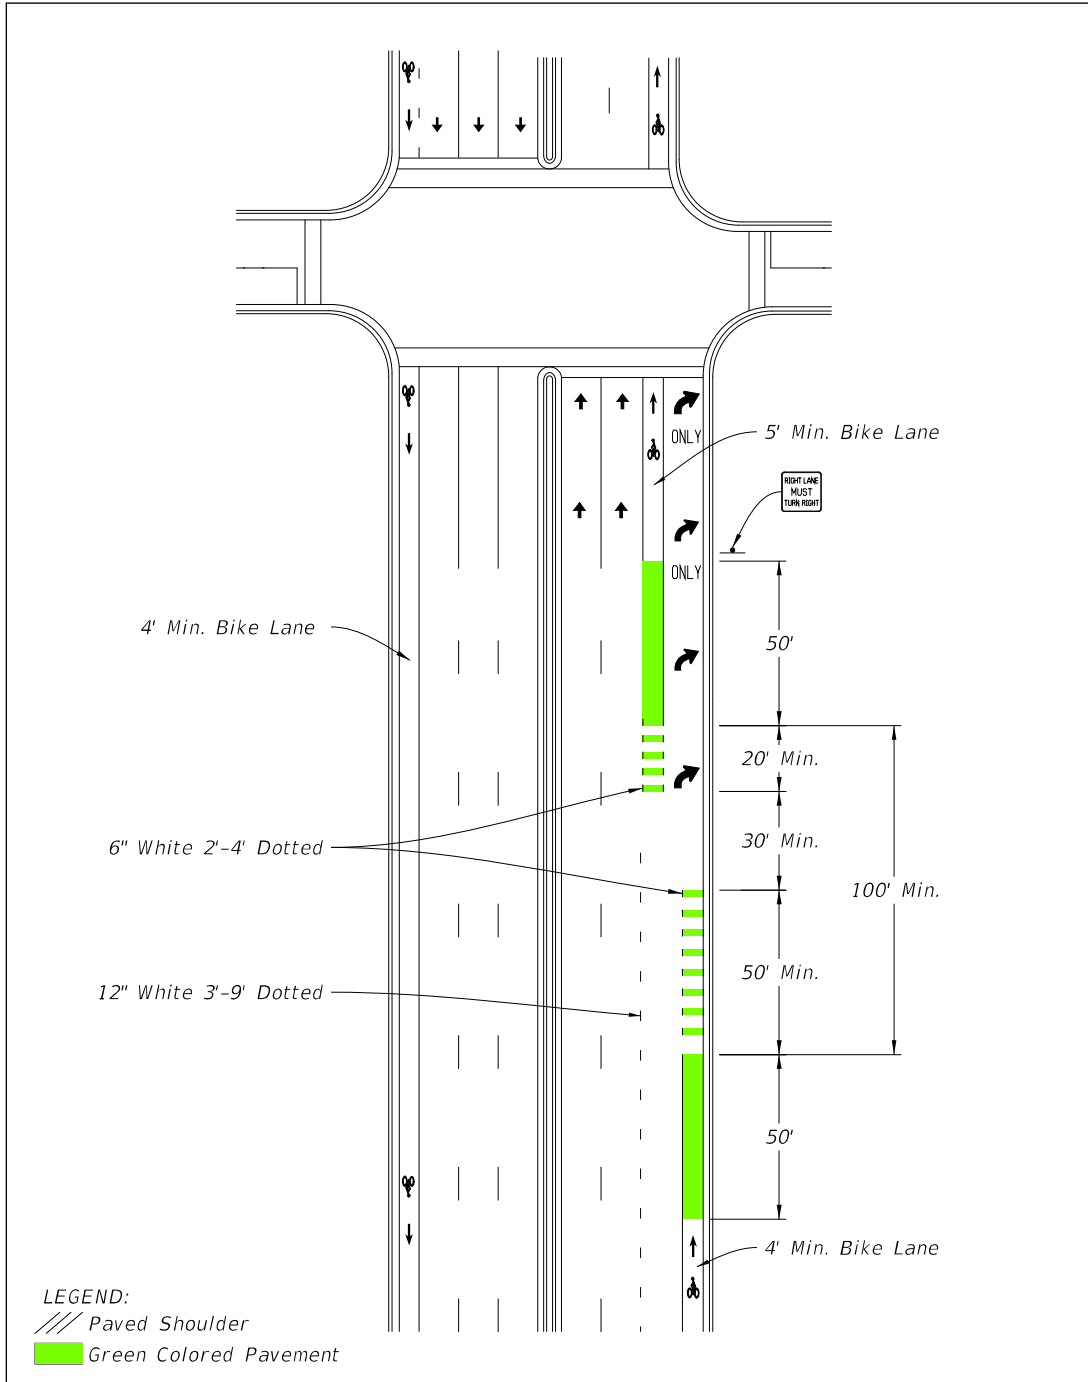 ONLY
5' Min. Bike Lane
RIGHT LANE
MUST
TURN RIGHT
ONLY
4' Min. Bike Lane
50'
20' Min.
6" White 2'-4' Dotted
30' Min.
100' Min.
50' Min.
12" White 3'-9' Dotted
50'
4' Min. Bike Lane
LEGEND:
Paved Shoulder
Green Colored Pavement